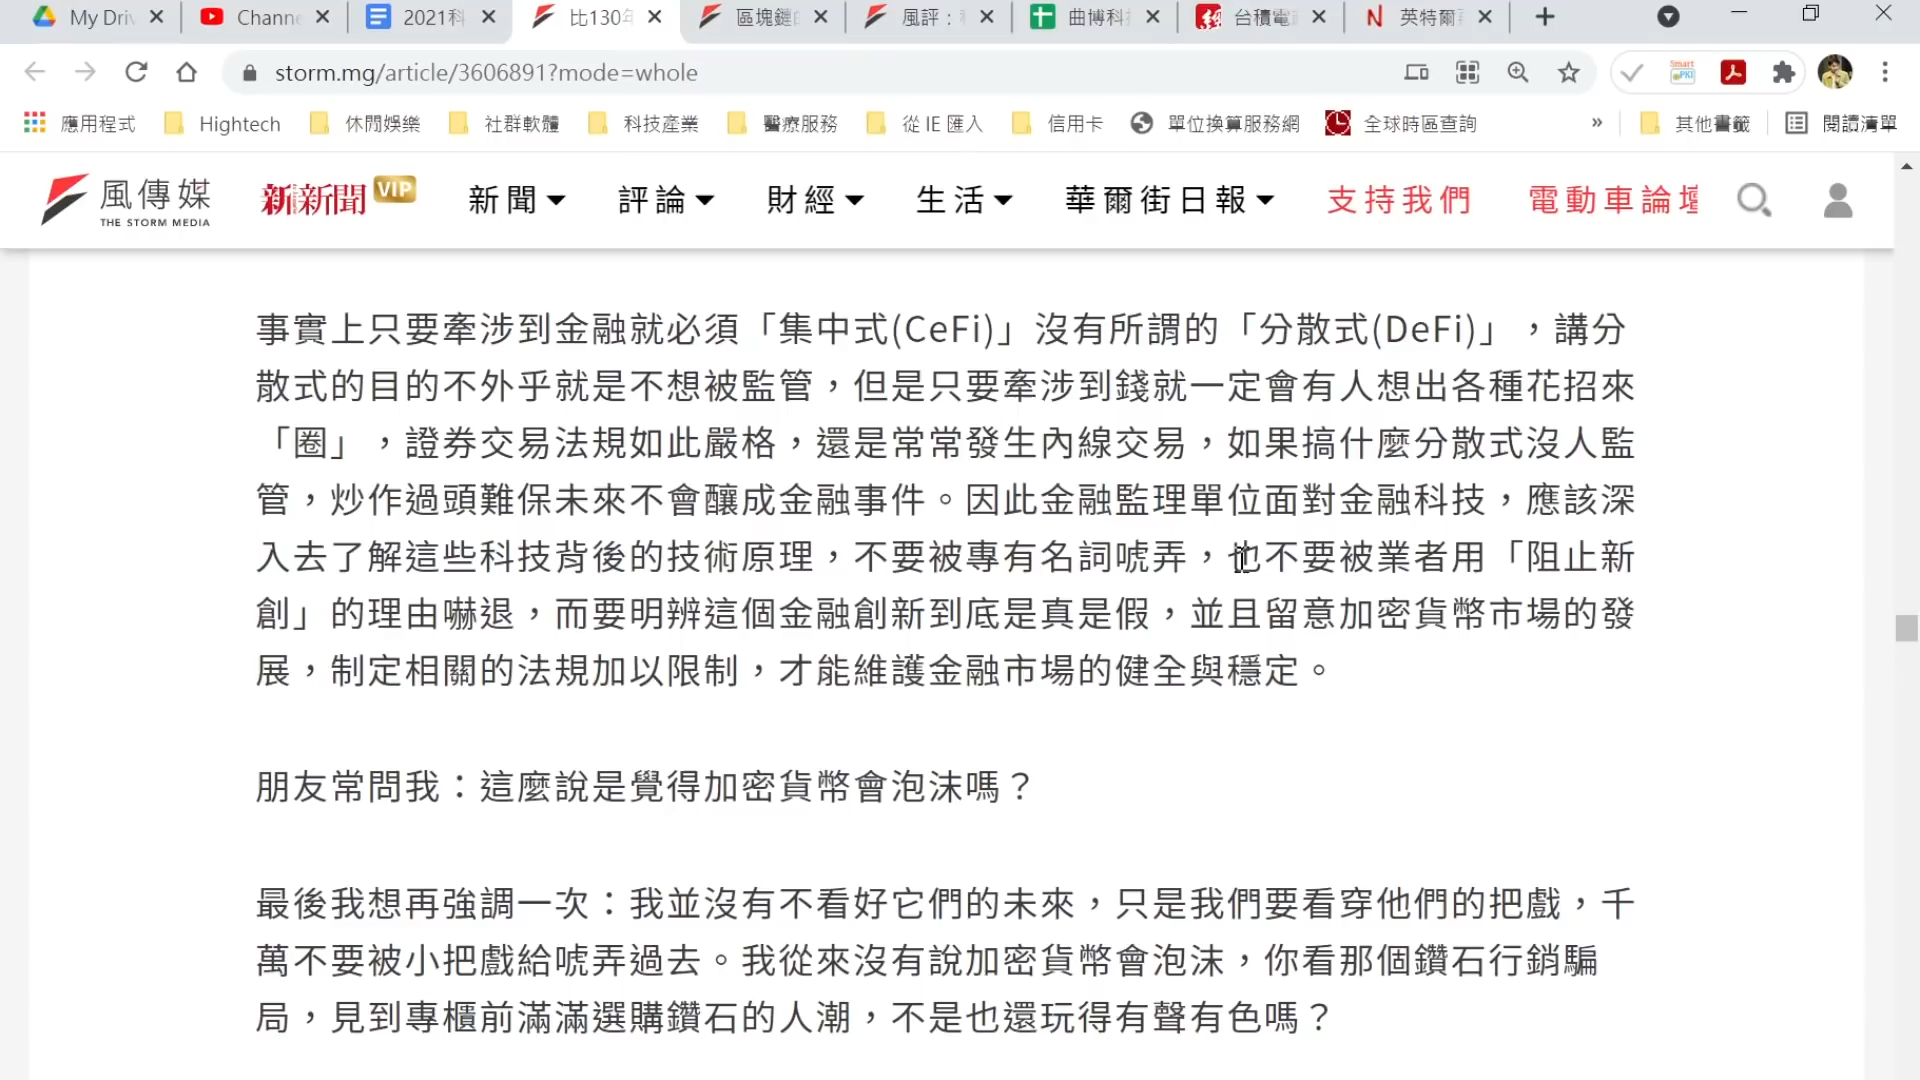 My Driv
Channe
2021科
比130年
區塊鏈
風評：
曲博科
台積電
英特爾
storm.mg/article/3606891?mode=whole
Smart PKI
應用程式
Hightech
休閒娛樂
社群軟體
科技產業
醫療服務
從 IE 匯入
信用卡
單位換算服務網
全球時區查詢
»
其他書籤
閱讀清單
風傳媒
THE STORM MEDIA
新新聞 VIP
新聞
評論
財經
生活
華爾街日報
支持我們
電動車論壇
事實上只要牽涉到金融就必須「集中式(CeFi)」沒有所謂的「分散式(DeFi)」，講分
散式的目的不外乎就是不想被監管，但是只要牽涉到錢就一定會有人想出各種花招來
「圈」，證券交易法規如此嚴格，還是常常發生內線交易，如果搞什麼分散式沒人監
管，炒作過頭難保未來不會釀成金融事件。因此金融監理單位面對金融科技，應該深
入去了解這些科技背後的技術原理，不要被專有名詞唬弄，也不要被業者用「阻止新
創」的理由嚇退，而要明辨這個金融創新到底是真是假，並且留意加密貨幣市場的發
展，制定相關的法規加以限制，才能維護金融市場的健全與穩定。
朋友常問我：這麼說是覺得加密貨幣會泡沫嗎？
最後我想再強調一次：我並沒有不看好它們的未來，只是我們要看穿他們的把戲，千
萬不要被小把戲給唬弄過去。我從來沒有說加密貨幣會泡沫，你看那個鑽石行銷騙
局，見到專櫃前滿滿選購鑽石的人潮，不是也還玩得有聲有色嗎？